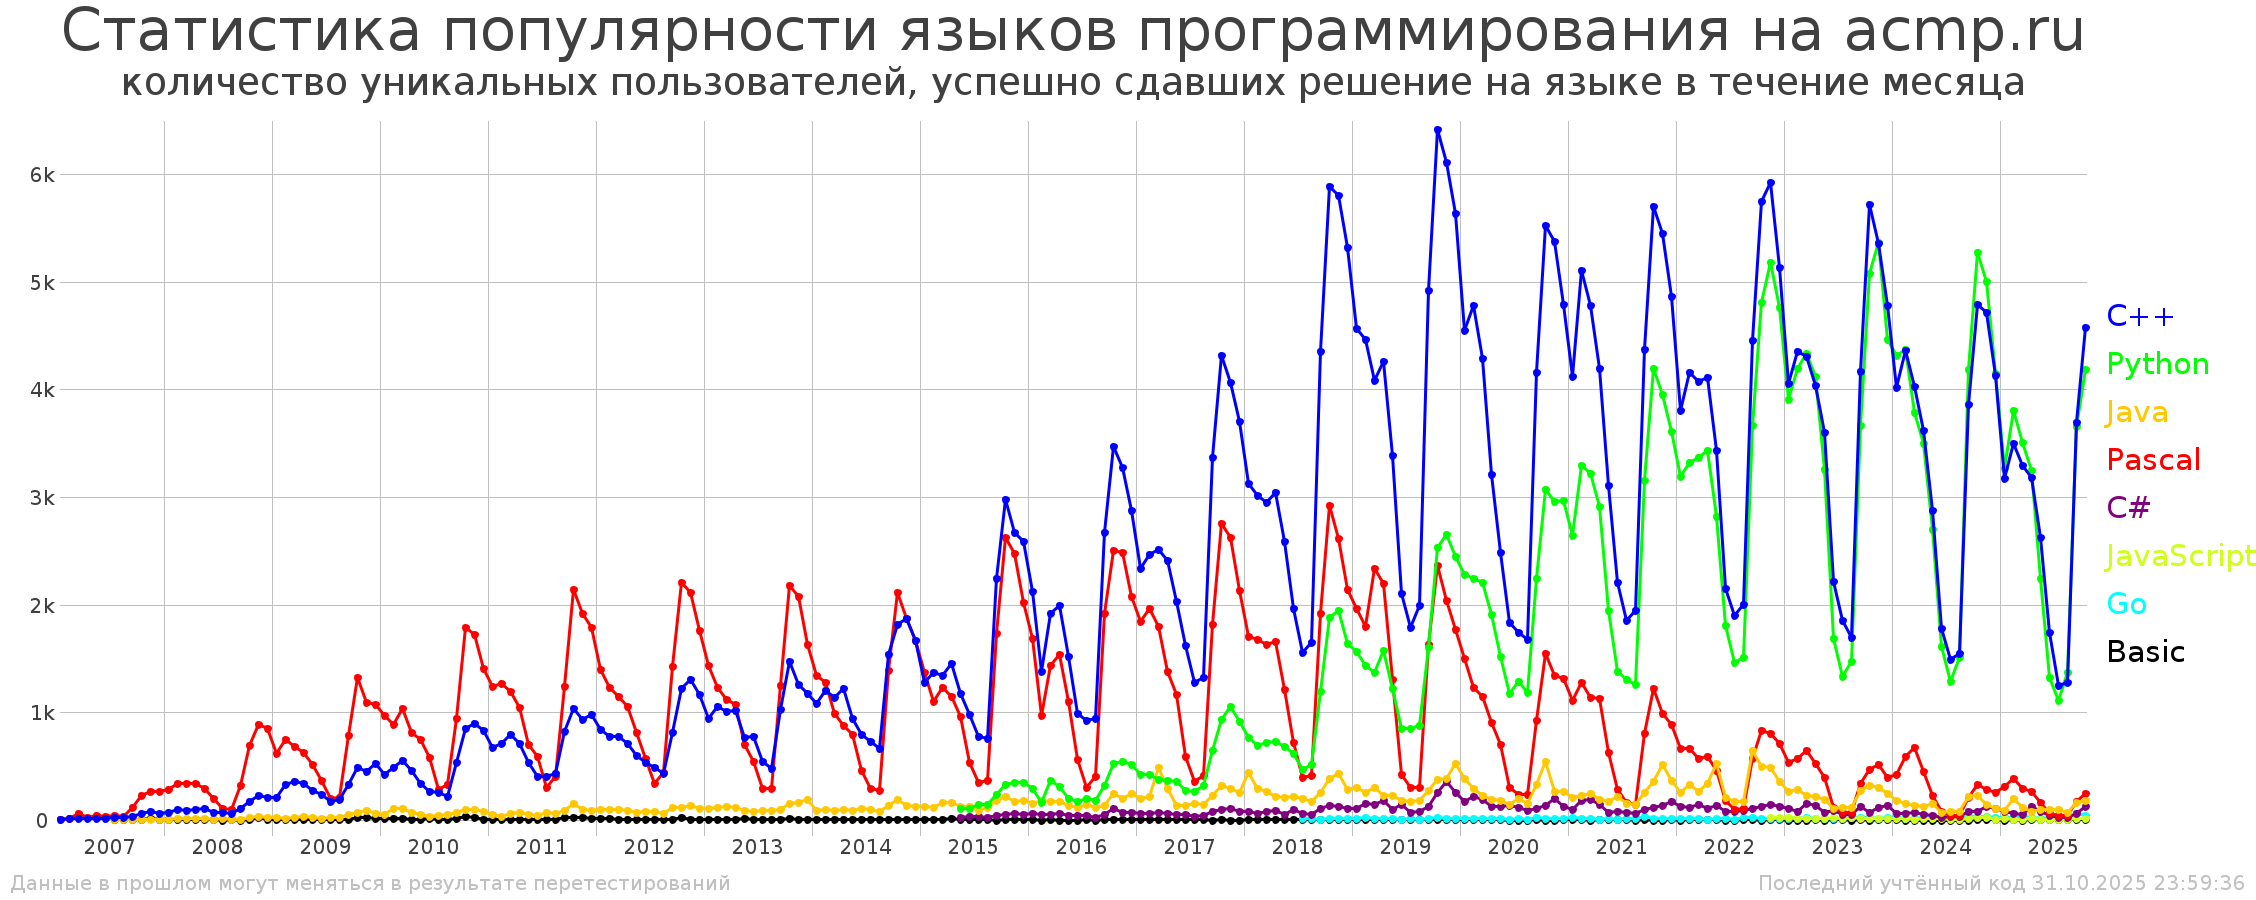 Статистика популярности языков программирования на acmp.ru
количество уникальных пользователей, успешно сдавших решение на языке в течение месяца
6k
5k
4k
3k
2k
1k
0
C++
Python
Java
Pascal
C#
JavaScript
Go
Basic
2007 2008 2009 2010 2011 2012 2013 2014 2015 2016 2017 2018 2019 2020 2021 2022 2023 2024 2025
Данные в прошлом могут меняться в результате перетестирований
Последний учтённый код 31.10.2025 23:59:36